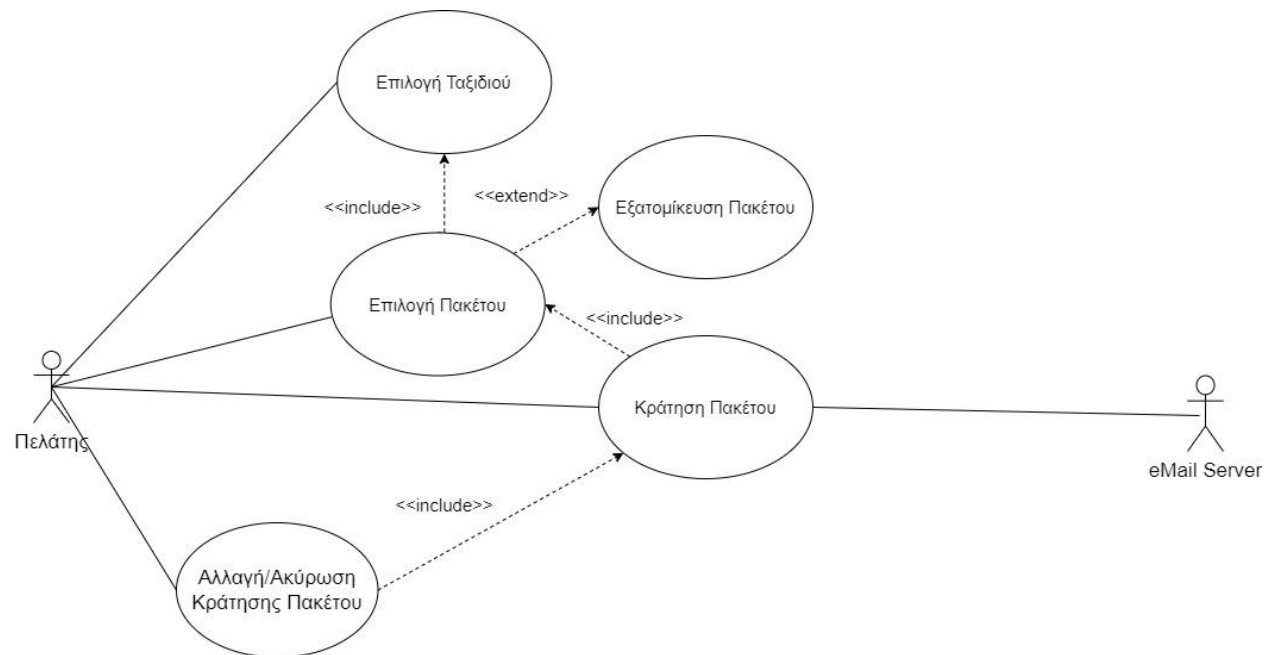 Επιλογή Ταξιδιού
<<include>>
<<extend>>
Εξατομίκευση Πακέτου
Επιλογή Πακέτου
<<include>>
Κράτηση Πακέτου
Πελάτης
eMail Server
<<include>>
Αλλαγή/Ακύρωση
Κράτησης Πακέτου